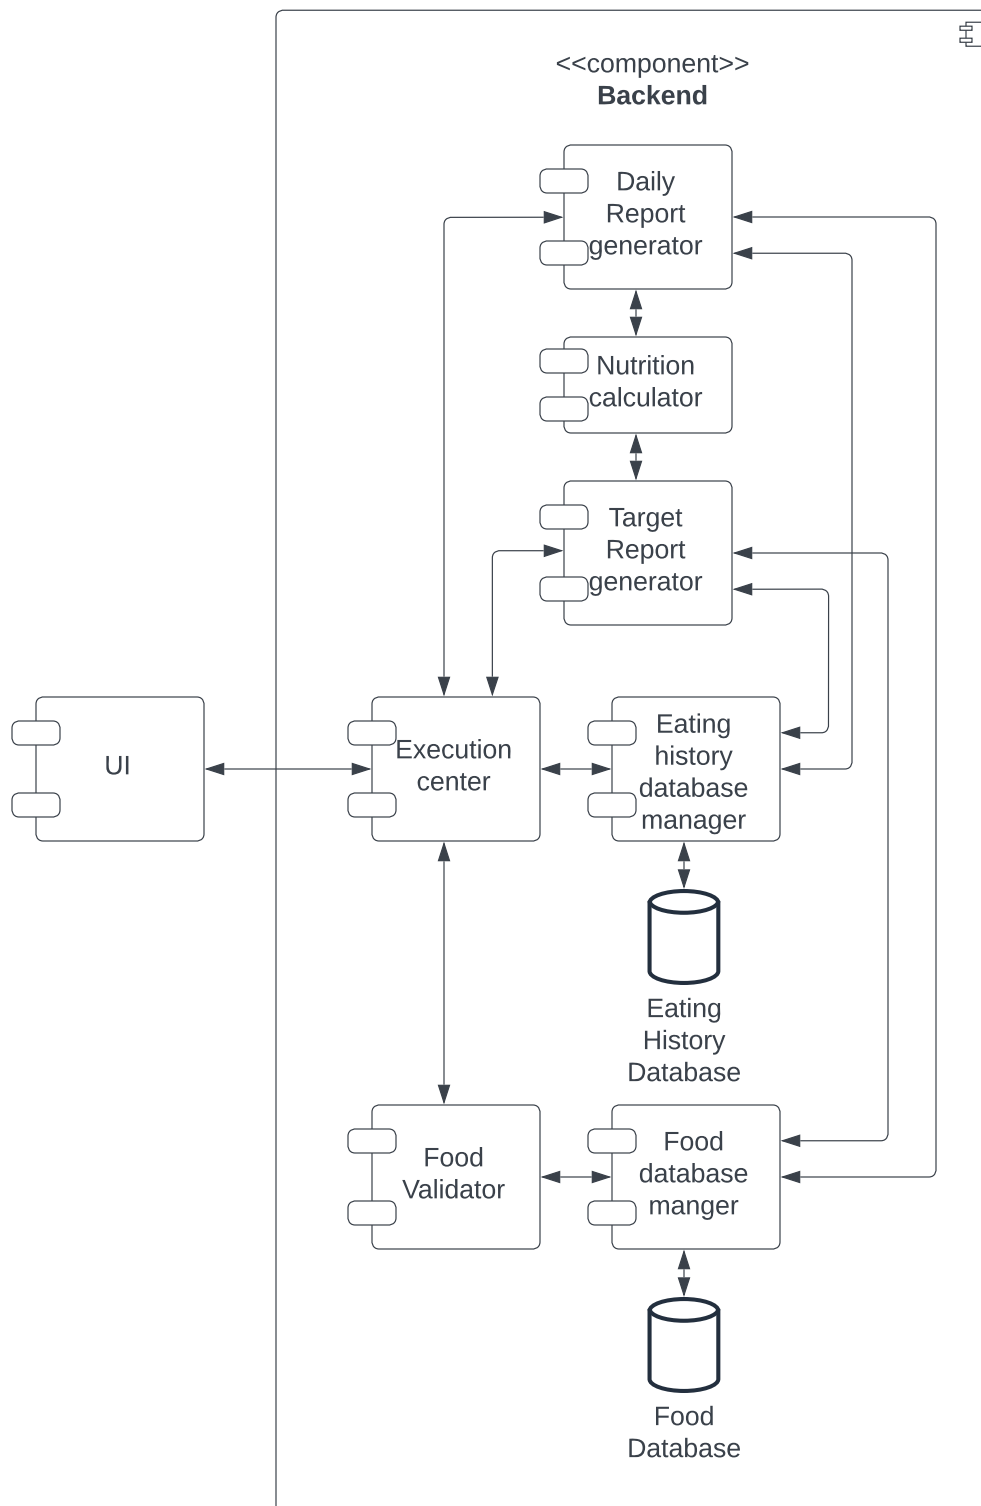 <<component>>
Backend
Daily
Report
generator
Nutrition
calculator
Target
Report
generator
UI
Execution
center
Eating
history
database
manager
Eating
History
Database
Food
Validator
Food
database
manger
Food
Database